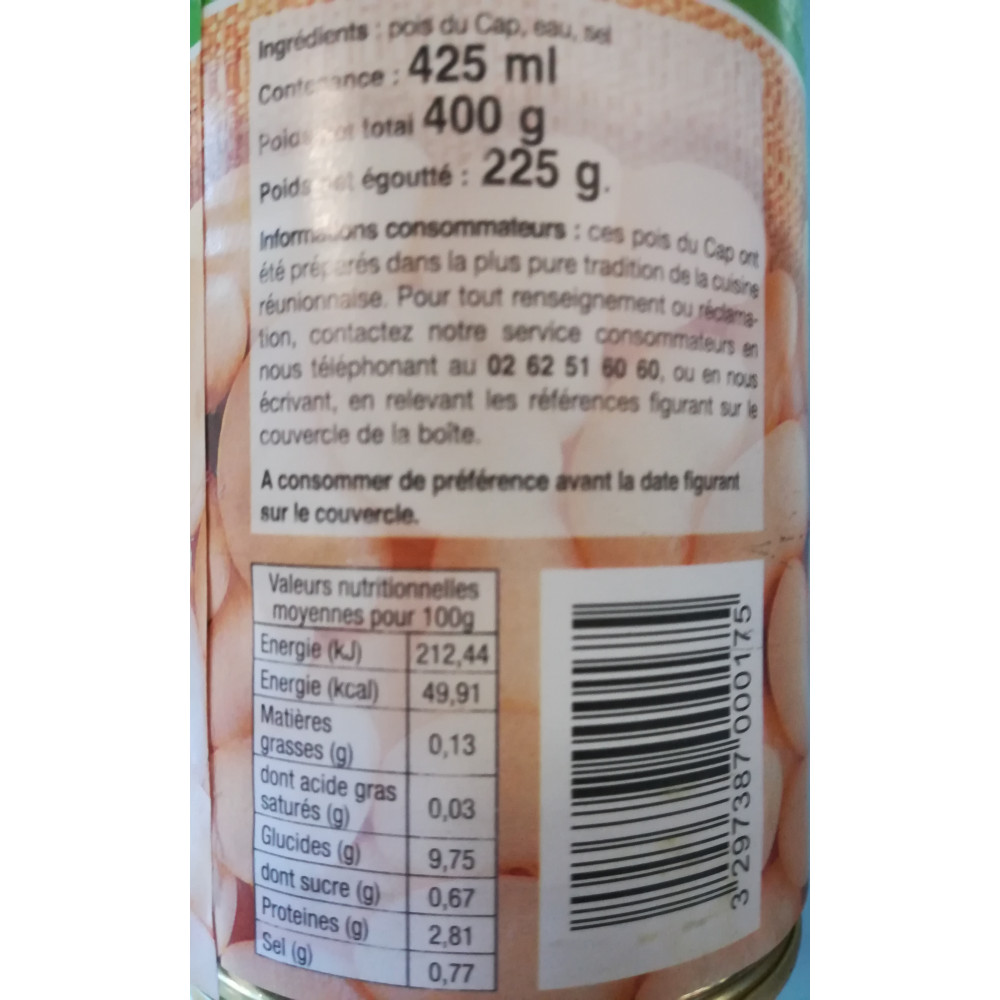 Ingrédients : pois du Cap, eau, sel
Contenance : 425 ml
Poids net total 400 g
Poids net égoutté : 225 g.
Informations consommateurs : ces pois du Cap ont
été préparés dans la plus pure tradition de la cuisine
réunionnaise. Pour tout renseignement ou réclama-
tion, contactez notre service consommateurs en
nous téléphonant au 02 62 51 60 60, ou en nous
écrivant, en relevant les références figurant sur le
couvercle de la boîte.
A consommer de préférence avant la date figurant
sur le couvercle.
Valeurs nutritionnelles
moyennes pour 100g
Energie (kJ) 212,44
Energie (kcal) 49,91
Matières
grasses (g) 0,13
dont acide gras
saturés (g) 0,03
Glucides (g) 9,75
dont sucre (g) 0,67
Proteines (g) 2,81
Sel (g) 0,77
3 297387 000175